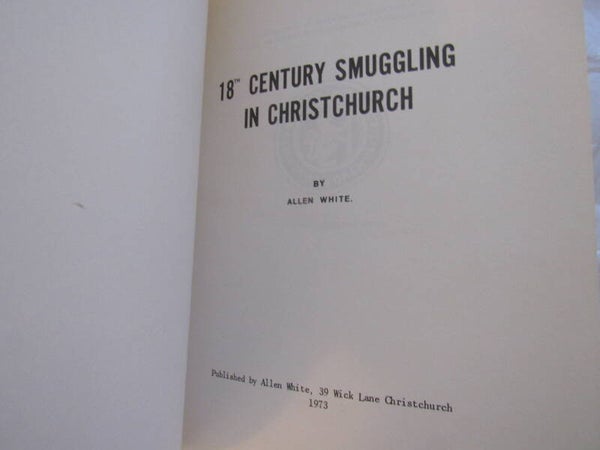 18TH CENTURY SMUGGLING
IN CHRISTCHURCH
BY
ALLEN WHITE.
Published by Allen White, 39 Wick Lane Christchurch
1973